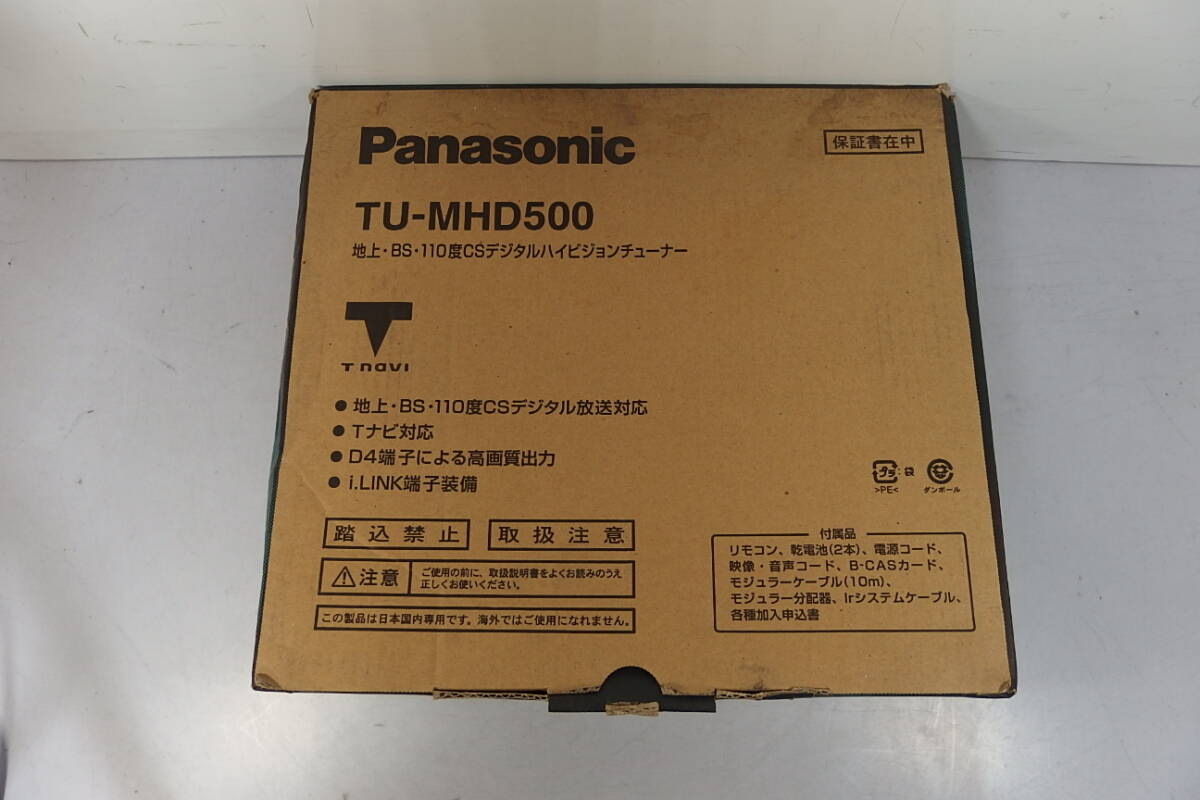 Panasonic
保証書在中
TU-MHD500
地上・BS・110度CSデジタルハイビジョンチューナー
T navi
● 地上・BS・110度CSデジタル放送対応
● Tナビ対応
● D4端子による高画質出力
● i.LINK端子装備
プラ:袋
>PE<
ダンボール
踏込禁止
取扱注意
注意
ご使用の前に、取扱説明書をよくお読みのうえ
正しくお使いください。
この製品は日本国内専用です。海外ではご使用になれません。
付属品
リモコン、乾電池(2本)、電源コード、
映像・音声コード、B-CASカード、
モジュラーケーブル(10m)、
モジュラー分配器、Irシステムケーブル、
各種加入申込書